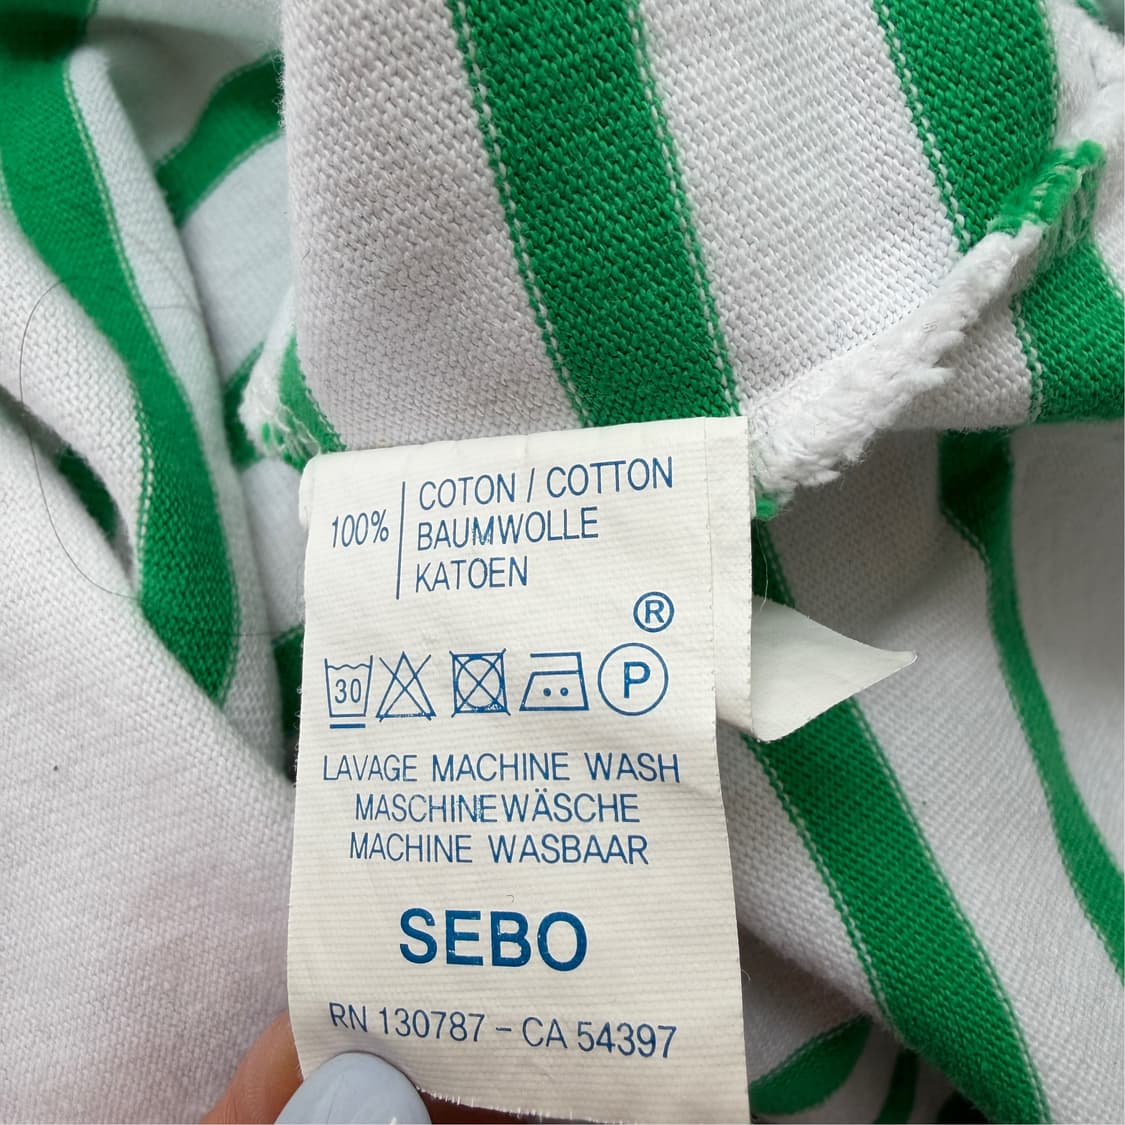 100% COTON / COTTON
BAUMWOLLE
KATOEN
®
30 P
LAVAGE MACHINE WASH
MASCHINEWÄSCHE
MACHINE WASBAAR
SEBO
RN 130787 - CA 54397